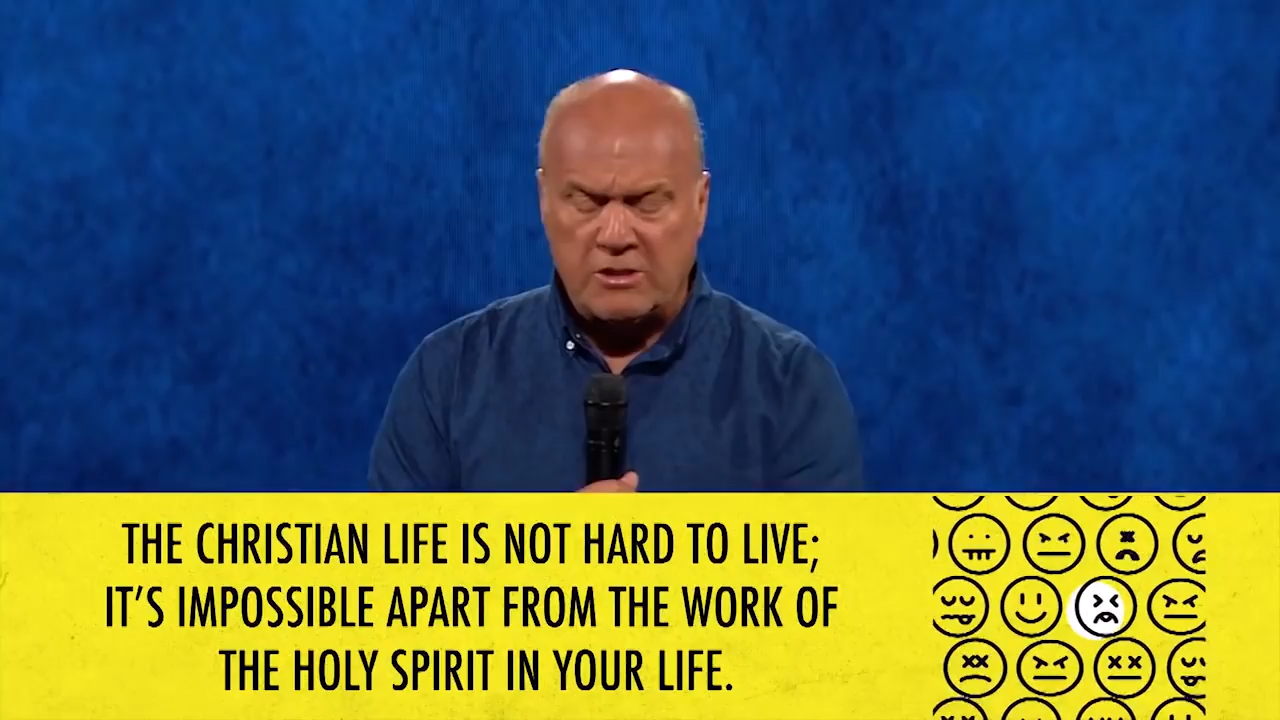 THE CHRISTIAN LIFE IS NOT HARD TO LIVE;
IT’S IMPOSSIBLE APART FROM THE WORK OF
THE HOLY SPIRIT IN YOUR LIFE.